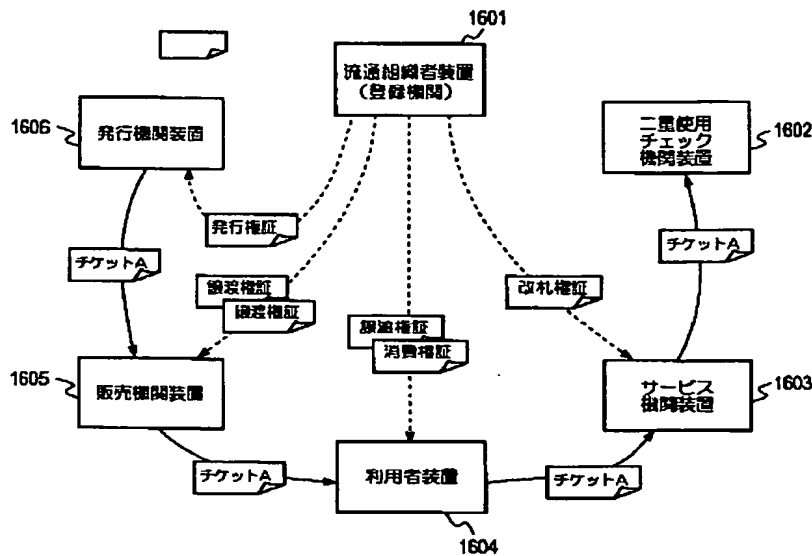 1601
流通組織者装置
(登録機関)
1606
発行機関装置
二重使用
チェック
機関装置
1602
発行権証
チケットA
チケットA
譲渡権証
譲渡権証
改札権証
譲渡権証
消費権証
1605
販売機関装置
サービス
機関装置
1603
チケットA
利用者装置
チケットA
1604